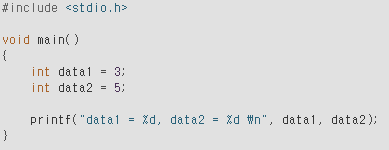 #include <stdio.h>
void main()
{
int data1 = 3;
int data2 = 5;
printf("data1 = %d, data2 = %d ₩n", data1, data2);
}